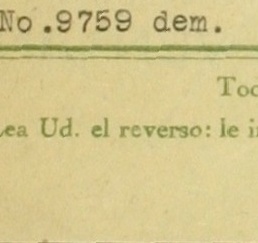 No.9759 dem.
Toc
Lea Ud. el reverso: le i